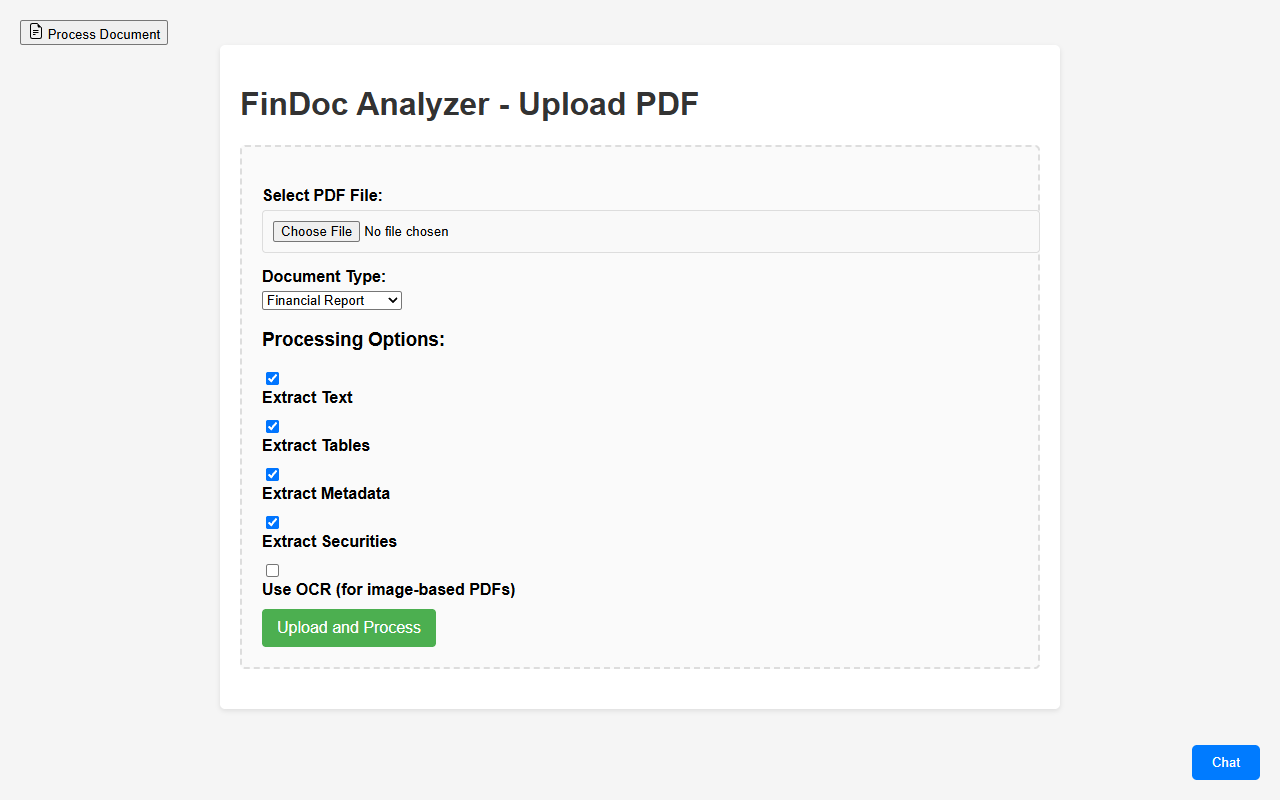 Process Document
FinDoc Analyzer - Upload PDF
Select PDF File:
Choose File No file chosen
Document Type:
Financial Report
Processing Options:
Extract Text
Extract Tables
Extract Metadata
Extract Securities
Use OCR (for image-based PDFs)
Upload and Process
Chat